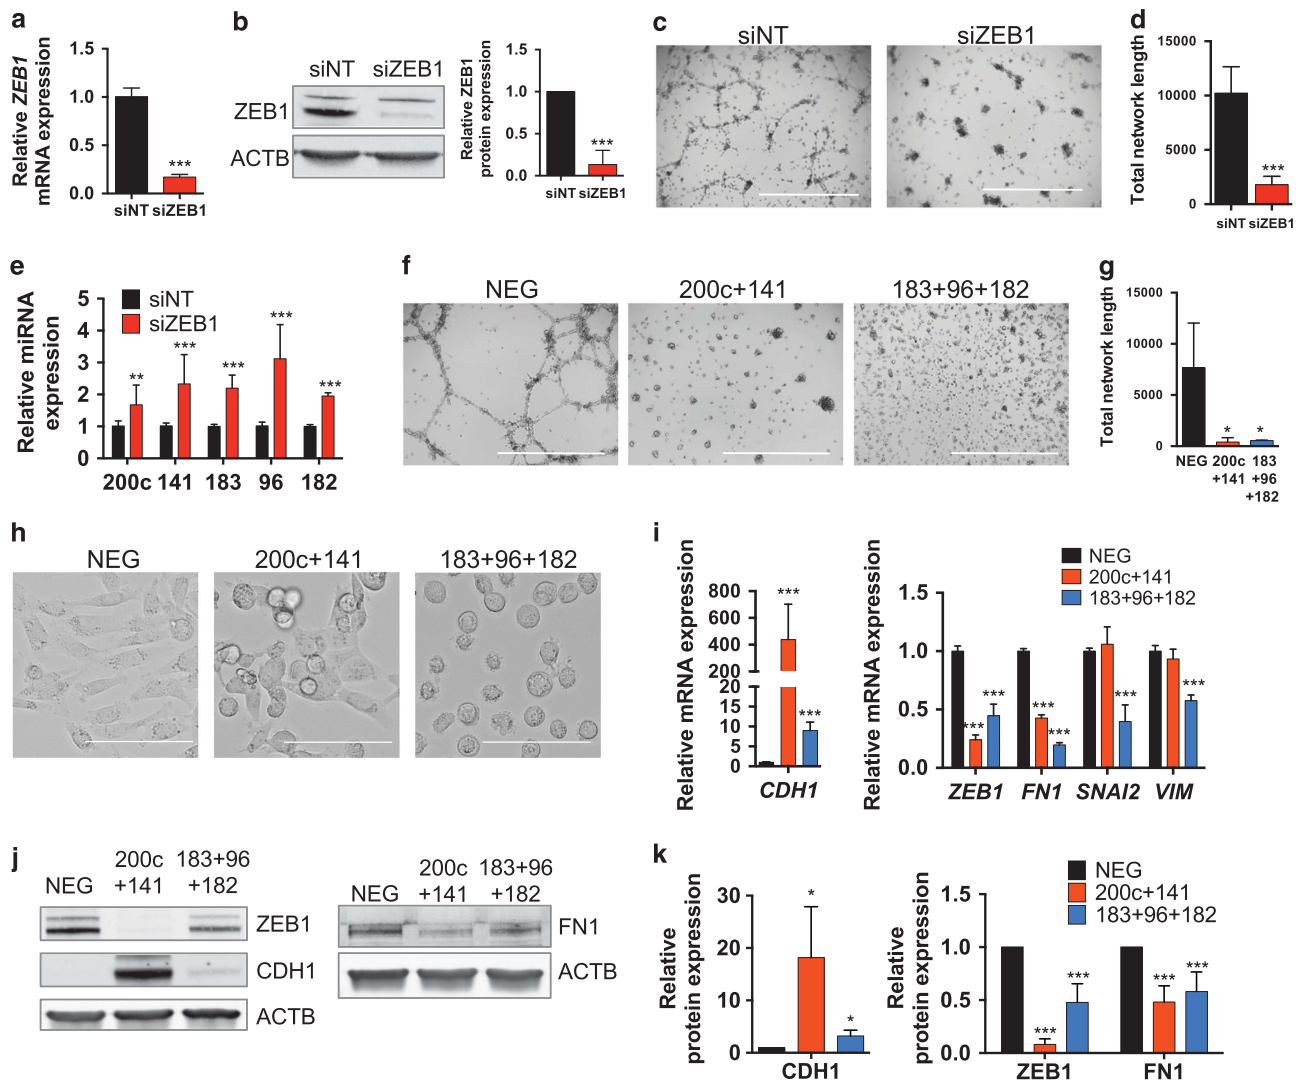 a
Relative ZEB1
mRNA expression
1.5
1.0
0.5
0.0
***
siNT siZEB1
b
siNT siZEB1
ZEB1
ACTB
Relative ZEB1
protein expression
1.5
1.0
0.5
0.0
***
siNT siZEB1
c
siNT
siZEB1
d
Total network length
15000
10000
5000
0
***
siNT siZEB1
e
Relative miRNA
expression
5
4
3
2
1
0
siNT
siZEB1
** *** *** *** ***
200c 141 183 96 182
f
NEG
200c+141
183+96+182
g
Total network length
15000
10000
5000
0
* *
NEG 200c 183
+141 +96
+182
h
NEG
200c+141
183+96+182
i
Relative mRNA expression
800
600
400
200
20
15
10
5
0
***
***
CDH1
Relative mRNA expression
1.5
1.0
0.5
0.0
NEG
200c+141
183+96+182
*** *** *** *** *** ***
ZEB1 FN1 SNAI2 VIM
j
NEG
200c
+141
183+96
+182
ZEB1
CDH1
ACTB
NEG
200c
+141
183+96
+182
FN1
ACTB
k
Relative
protein expression
30
20
10
0
*
*
CDH1
Relative
protein expression
1.5
1.0
0.5
0.0
NEG
200c+141
183+96+182
*** *** *** ***
ZEB1 FN1